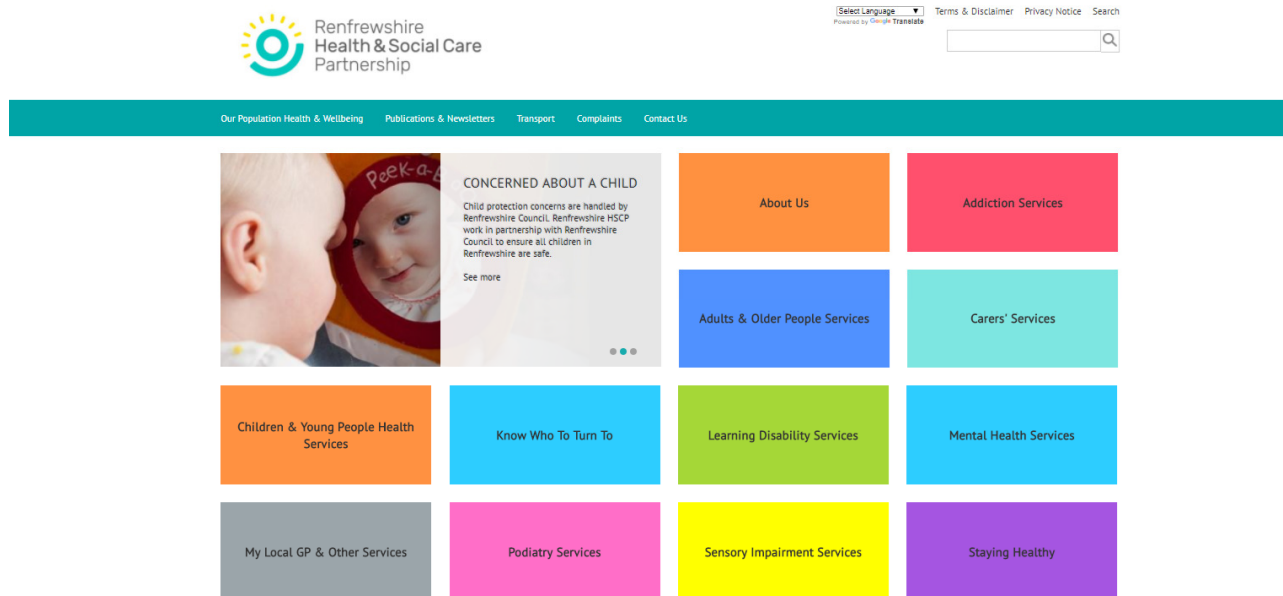 Select Language
Terms & Disclaimer Privacy Notice Search
Powered by Google Translate
Renfrewshire
Health & Social Care
Partnership
Our Population Health & Wellbeing Publications & Newsletters Transport Complaints Contact Us
PEEK-a-
CONCERNED ABOUT A CHILD
Child protection concerns are handled by
Renfrewshire Council. Renfrewshire HSCP
work in partnership with Renfrewshire
Council to ensure all children in
Renfrewshire are safe.
See more
About Us
Addiction Services
Adults & Older People Services
Carers' Services
Children & Young People Health
Services
Know Who To Turn To
Learning Disability Services
Mental Health Services
My Local GP & Other Services
Podiatry Services
Sensory Impairment Services
Staying Healthy